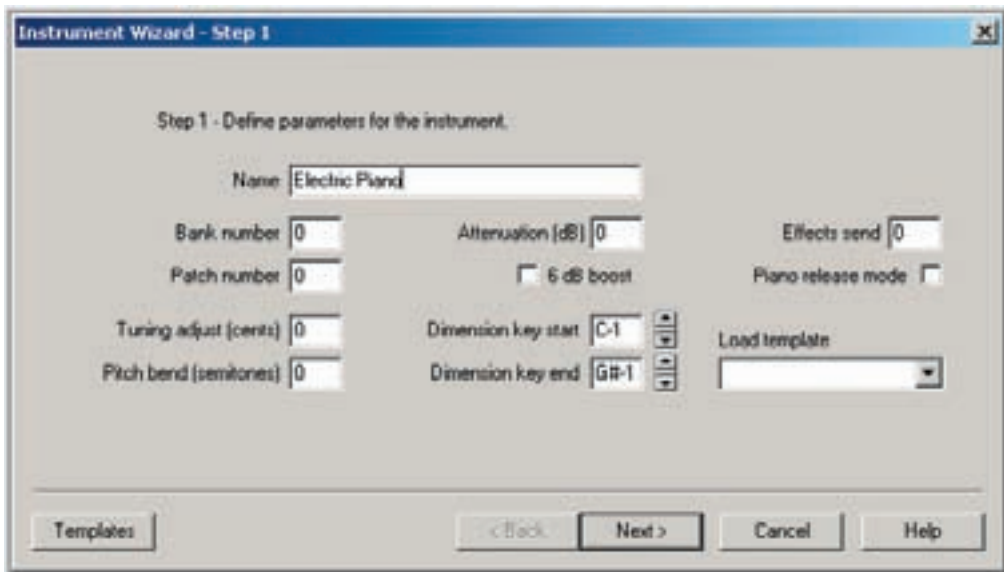 Instrument Wizard - Step 1
Step 1 - Define parameters for the instrument.
Name Electric Piano
Bank number 0 Attenuation (dB) 0 Effects send 0
Patch number 0 6 dB boost Piano release mode
Tuning adjust (cents) 0 Dimension key start C-1 Load template
Pitch bend (semitones) 0 Dimension key end G#-1
Templates < Back Next > Cancel Help